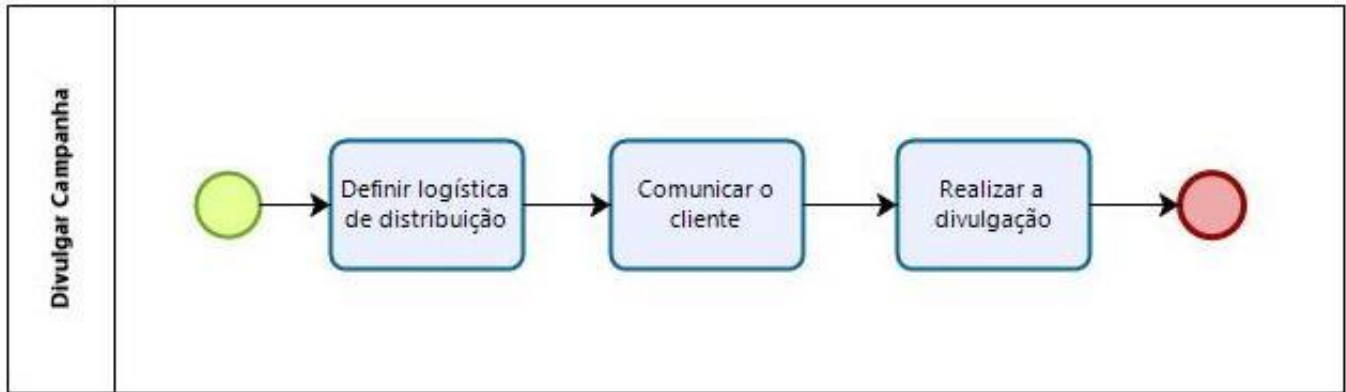 Divulgar Campanha
Definir logística
de distribuição
Comunicar o
cliente
Realizar a
divulgação